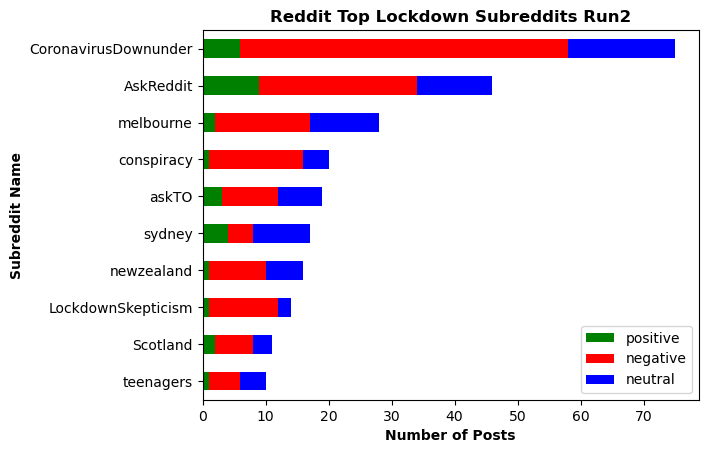 Reddit Top Lockdown Subreddits Run2
Subreddit Name
CoronavirusDownunder
AskReddit
melbourne
conspiracy
askTO
sydney
newzealand
LockdownSkepticism
Scotland
teenagers
positive
negative
neutral
0 10 20 30 40 50 60 70
Number of Posts